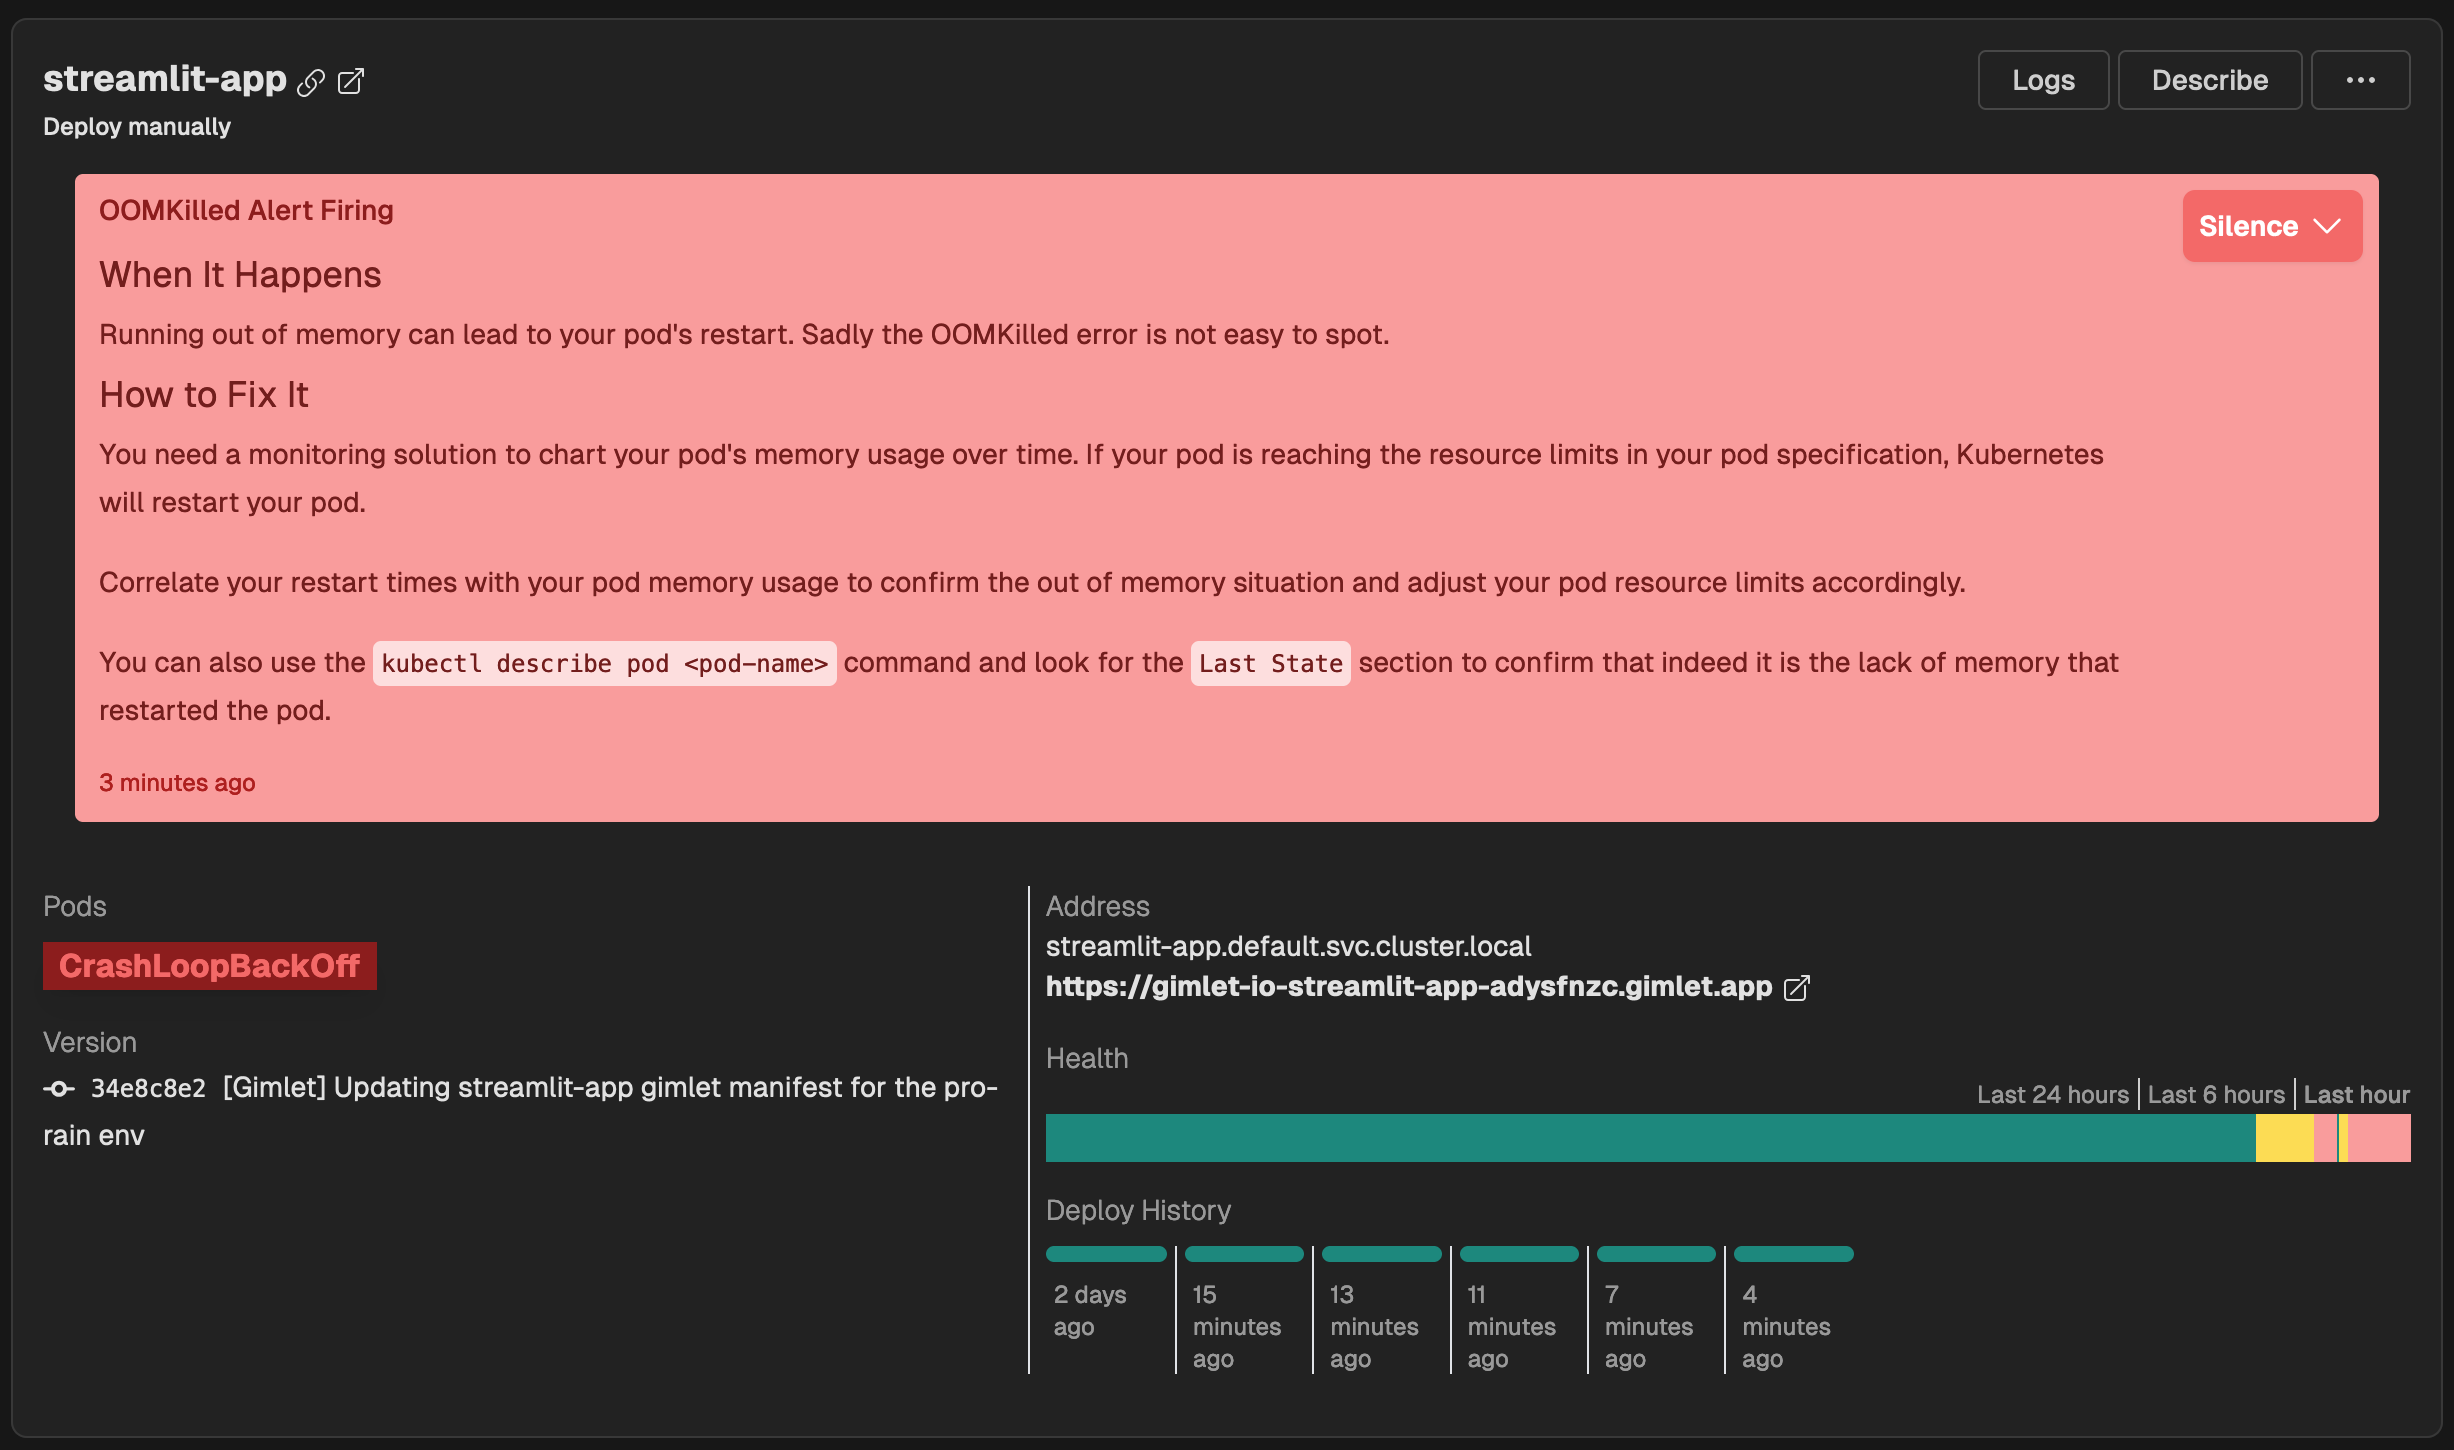 streamlit-app
Deploy manually
Logs
Describe
...
OOMKilled Alert Firing
Silence
When It Happens
Running out of memory can lead to your pod's restart. Sadly the OOMKilled error is not easy to spot.
How to Fix It
You need a monitoring solution to chart your pod's memory usage over time. If your pod is reaching the resource limits in your pod specification, Kubernetes
will restart your pod.
Correlate your restart times with your pod memory usage to confirm the out of memory situation and adjust your pod resource limits accordingly.
You can also use the kubectl describe pod <pod-name> command and look for the Last State section to confirm that indeed it is the lack of memory that
restarted the pod.
3 minutes ago
Pods
CrashLoopBackOff
Version
34e8c8e2 [Gimlet] Updating streamlit-app gimlet manifest for the pro-
rain env
Address
streamlit-app.default.svc.cluster.local
https://gimlet-io-streamlit-app-adysfnzc.gimlet.app
Health
Last 24 hours
Last 6 hours
Last hour
Deploy History
2 days
ago
15
minutes
ago
13
minutes
ago
11
minutes
ago
7
minutes
ago
4
minutes
ago